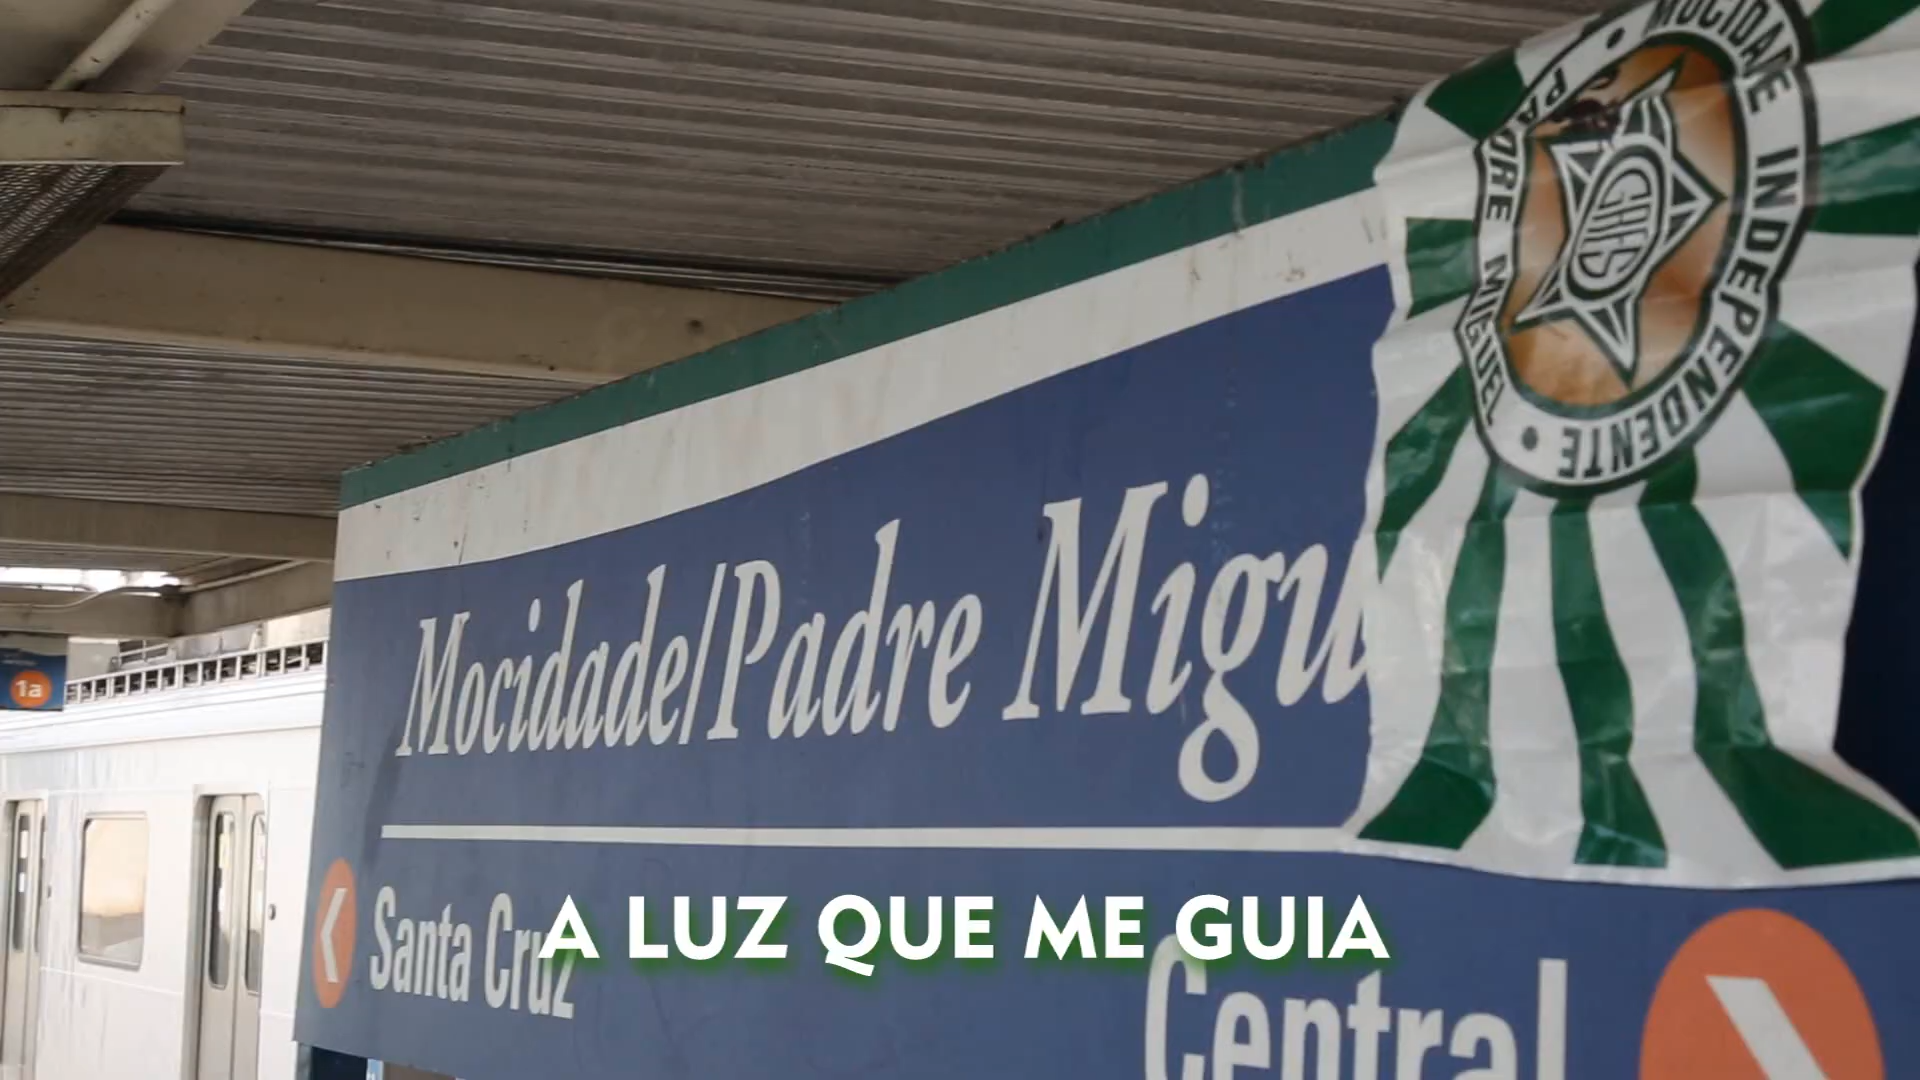 MOCIDADE INDEPENDENTE
PADRE MIGUEL
GRES
Mocidade/Padre Migu
1a
Santa Cruz
Central
A LUZ QUE ME GUIA